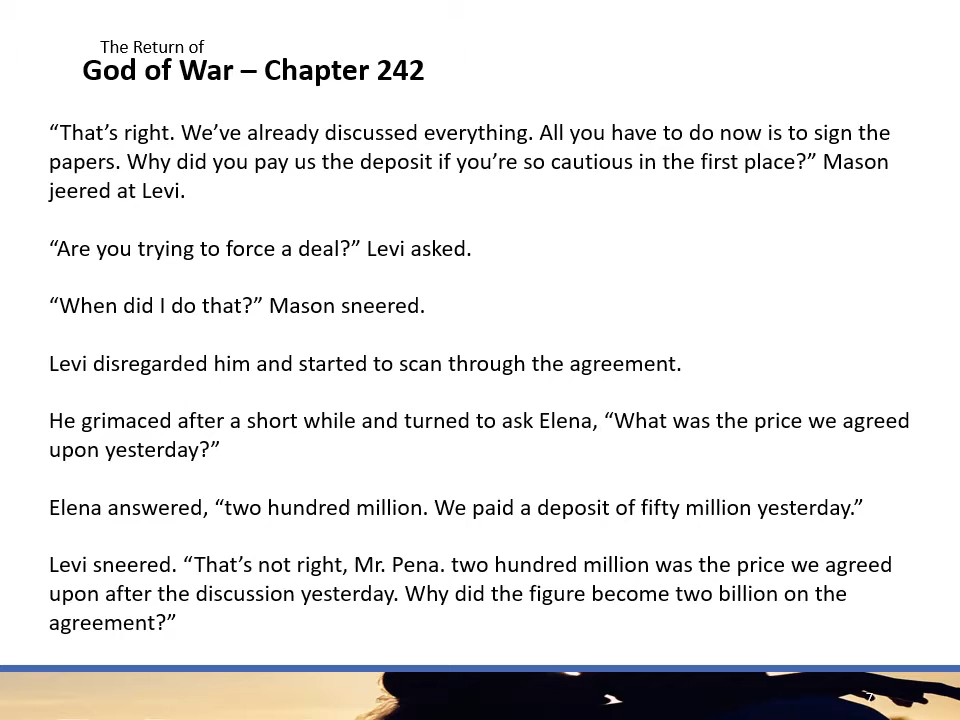 The Return of
God of War – Chapter 242
“That’s right. We’ve already discussed everything. All you have to do now is to sign the
papers. Why did you pay us the deposit if you’re so cautious in the first place?” Mason
jeered at Levi.
“Are you trying to force a deal?” Levi asked.
“When did I do that?” Mason sneered.
Levi disregarded him and started to scan through the agreement.
He grimaced after a short while and turned to ask Elena, “What was the price we agreed
upon yesterday?”
Elena answered, “two hundred million. We paid a deposit of fifty million yesterday.”
Levi sneered. “That’s not right, Mr. Pena. two hundred million was the price we agreed
upon after the discussion yesterday. Why did the figure become two billion on the
agreement?”
7